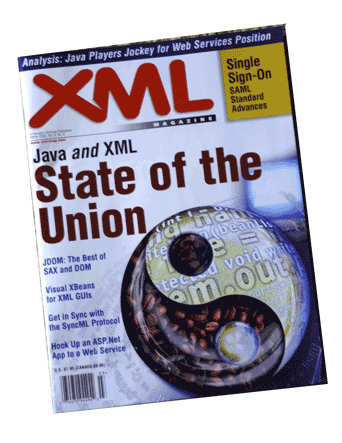 Analysis: Java Players Jockey for Web Services Position
XML
MAGAZINE
Single
Sign-On
SAML
Standard
Advances
Java and XML
State of the
Union
JDOM: The Best of
SAX and DOM
Visual XBeans
for XML GUIs
Get in Sync with
the SyncML Protocol
Hook Up an ASP.Net
App to a Web Service